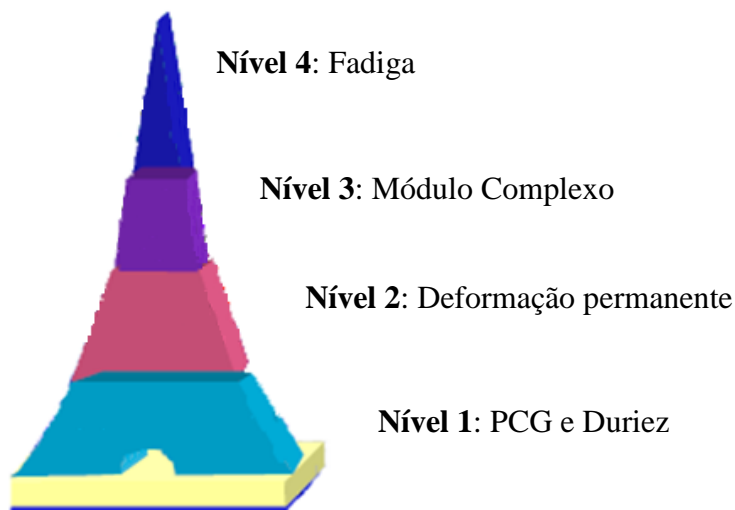 Nível 4: Fadiga
Nível 3: Módulo Complexo
Nível 2: Deformação permanente
Nível 1: PCG e Duriez